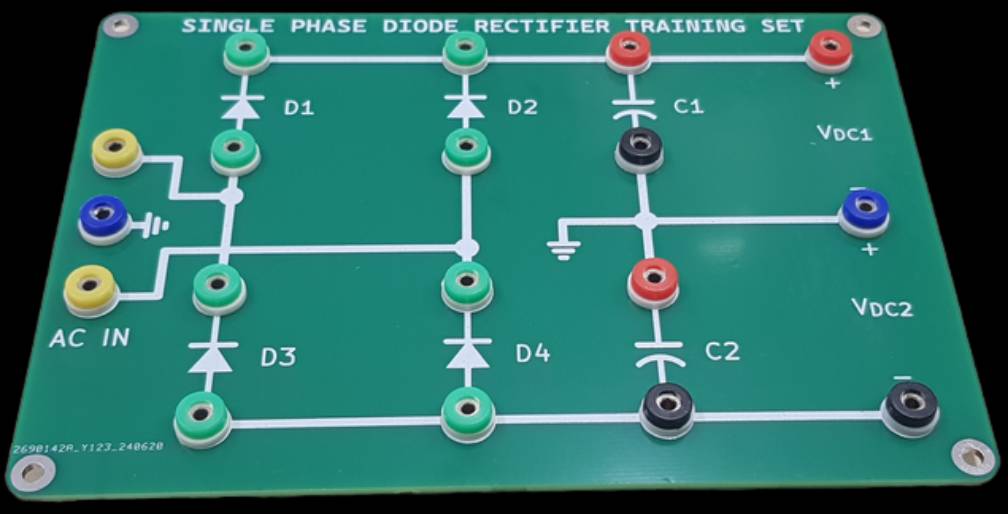 SINGLE PHASE DIODE RECTIFIER TRAINING SET
D1
D2
C1
+
VDC1
–
+
AC IN
VDC2
D3
D4
C2
–
2690142A_Y123_240620